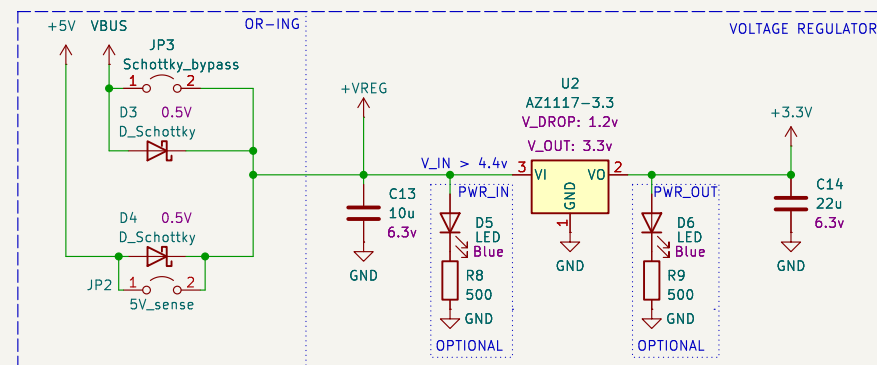 OR-ING
VOLTAGE REGULATOR
+5V
VBUS
JP3
Schottky_bypass
1
2
D3
0.5V
D_Schottky
D4
0.5V
D_Schottky
JP2
1
2
5V_sense
+VREG
C13
10u
6.3v
GND
V_IN > 4.4v
PWR_IN
D5
LED
Blue
R8
500
GND
OPTIONAL
U2
AZ1117-3.3
V_DROP: 1.2v
V_OUT: 3.3v
3
VI
VO
2
GND
1
GND
PWR_OUT
D6
LED
Blue
R9
500
GND
OPTIONAL
+3.3V
C14
22u
6.3v
GND